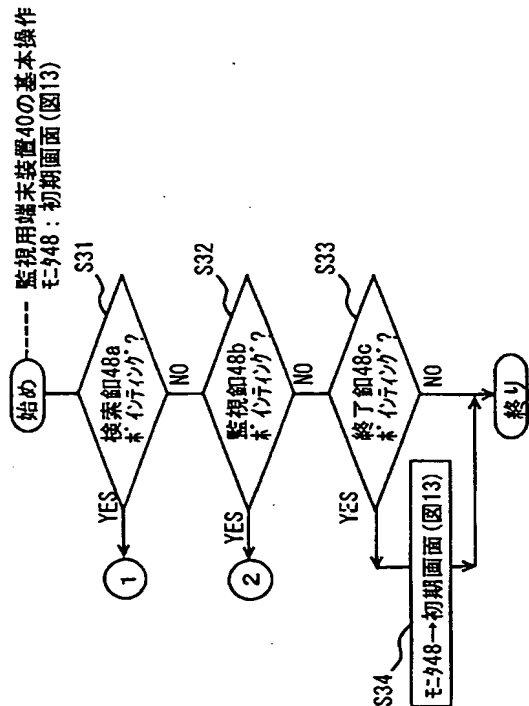 始め
監視用端末装置40の基本操作
モニタ48：初期画面(図13)
S31
検索釦48a
ポインティング？
YES
NO
1
S32
監視釦48b
ポインティング？
YES
NO
2
S33
終了釦48c
ポインティング？
YES
NO
S34
モニタ48→初期画面(図13)
終り